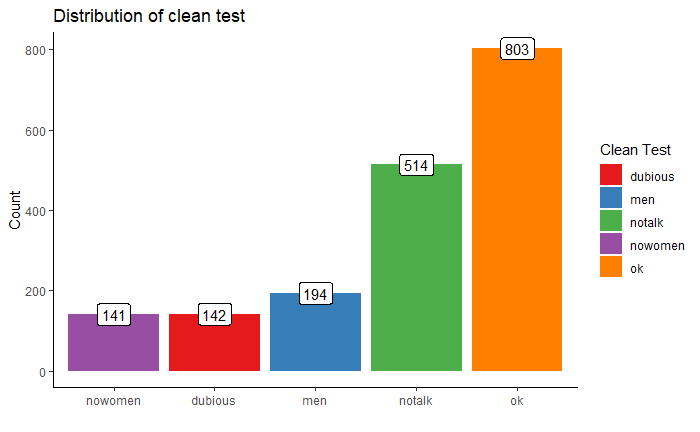 Distribution of clean test
Count
800
600
400
200
0
141
142
194
514
803
nowomen
dubious
men
notalk
ok
Clean Test
dubious
men
notalk
nowomen
ok